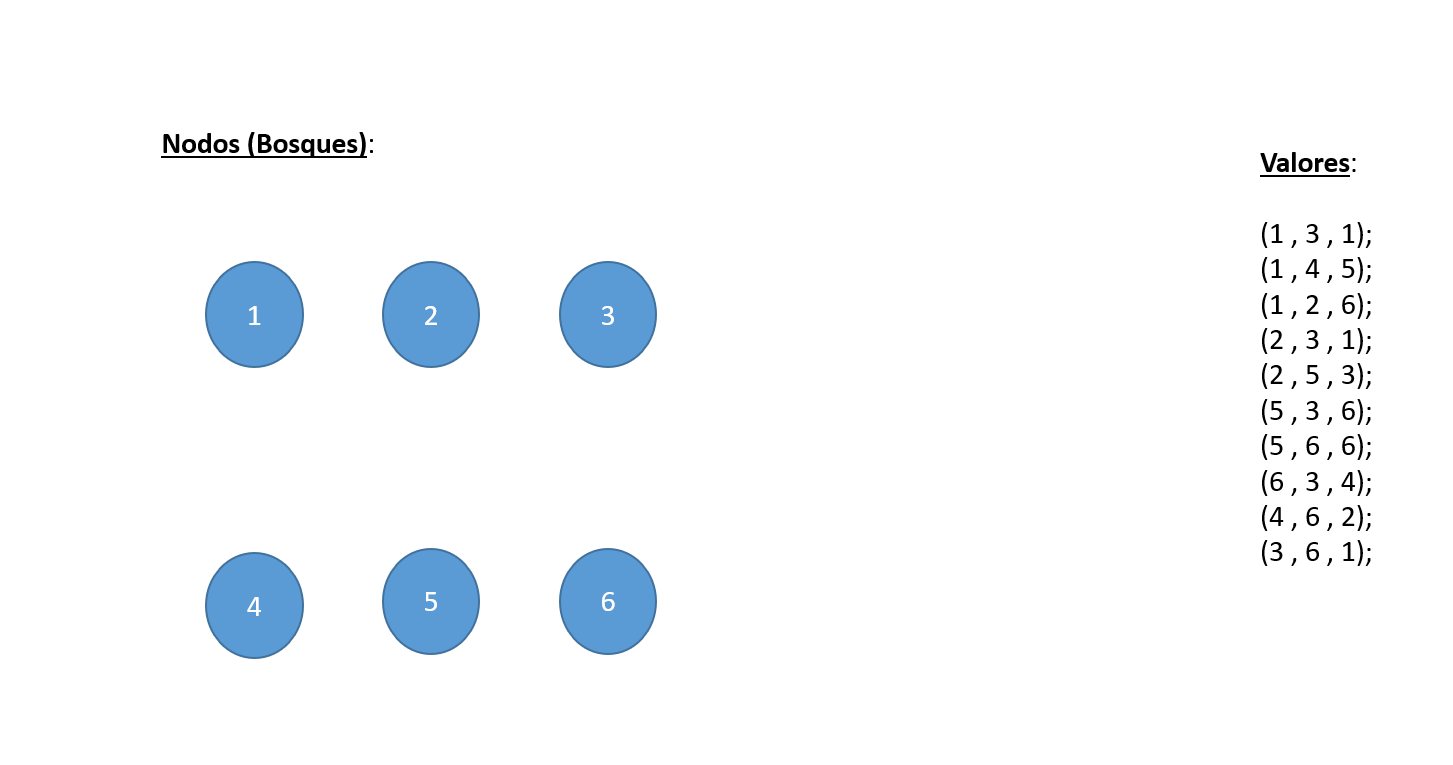 Nodos (Bosques):
1
2
3
4
5
6
Valores:
(1 , 3 , 1);
(1 , 4 , 5);
(1 , 2 , 6);
(2 , 3 , 1);
(2 , 5 , 3);
(5 , 3 , 6);
(5 , 6 , 6);
(6 , 3 , 4);
(4 , 6 , 2);
(3 , 6 , 1);